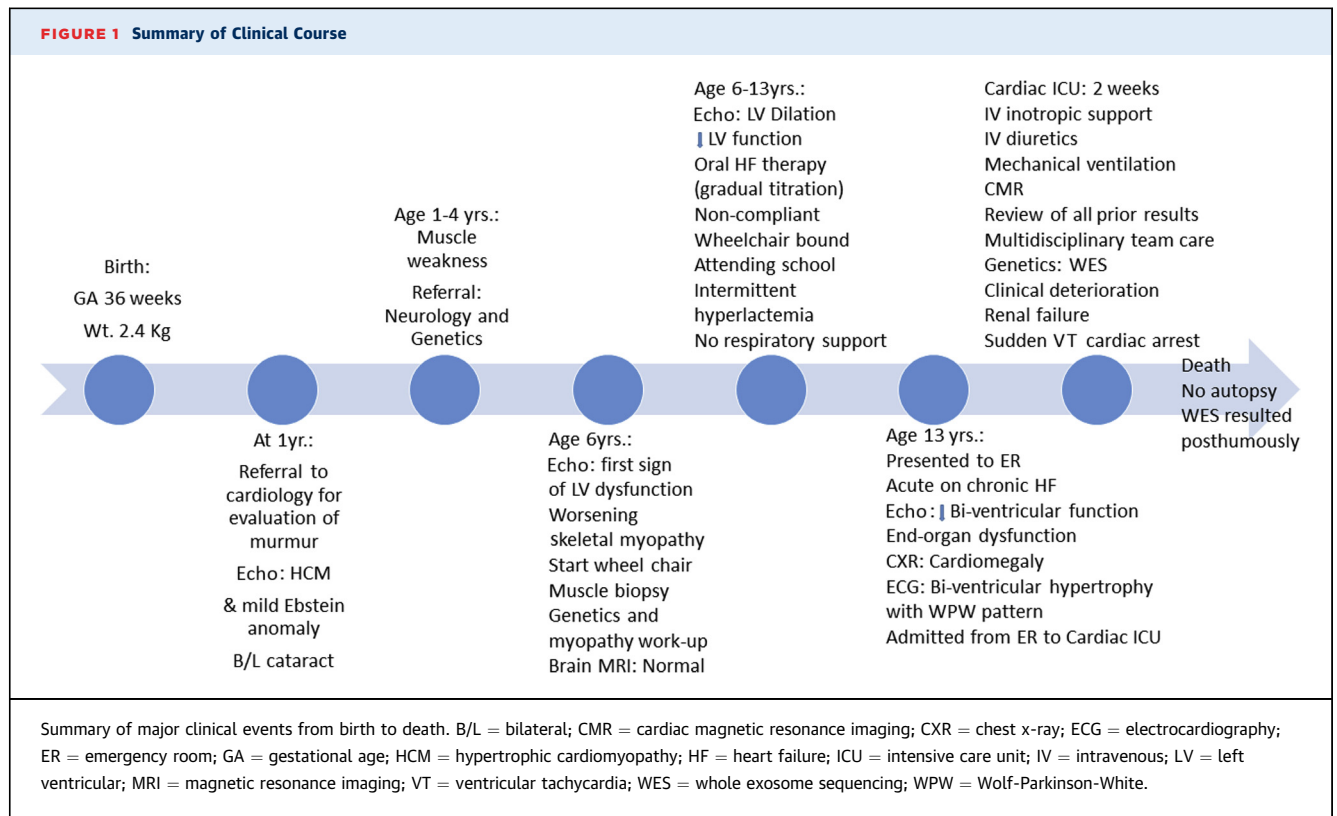 FIGURE 1 Summary of Clinical Course
Birth:
GA 36 weeks
Wt. 2.4 Kg
At 1yr.:
Referral to
cardiology for
evaluation of
murmur
Echo: HCM
& mild Ebstein
anomaly
B/L cataract
Age 1-4 yrs.:
Muscle
weakness
Referral:
Neurology and
Genetics
Age 6yrs.:
Echo: first sign
of LV dysfunction
Worsening
skeletal myopathy
Start wheel chair
Muscle biopsy
Genetics and
myopathy work-up
Brain MRI: Normal
Age 6-13yrs.:
Echo: LV Dilation
⬇LV function
Oral HF therapy
(gradual titration)
Non-compliant
Wheelchair bound
Attending school
Intermittent
hyperlactemia
No respiratory support
Age 13 yrs.:
Presented to ER
Acute on chronic HF
Echo:⬇Bi-ventricular function
End-organ dysfunction
CXR: Cardiomegaly
ECG: Bi-ventricular hypertrophy
with WPW pattern
Admitted from ER to Cardiac ICU
Cardiac ICU: 2 weeks
IV inotropic support
IV diuretics
Mechanical ventilation
CMR
Review of all prior results
Multidisciplinary team care
Genetics: WES
Clinical deterioration
Renal failure
Sudden VT cardiac arrest
Death
No autopsy
WES resulted
posthumously
Summary of major clinical events from birth to death. B/L = bilateral; CMR = cardiac magnetic resonance imaging; CXR = chest x-ray; ECG = electrocardiography;
ER = emergency room; GA = gestational age; HCM = hypertrophic cardiomyopathy; HF = heart failure; ICU = intensive care unit; IV = intravenous; LV = left
ventricular; MRI = magnetic resonance imaging; VT = ventricular tachycardia; WES = whole exosome sequencing; WPW = Wolf-Parkinson-White.